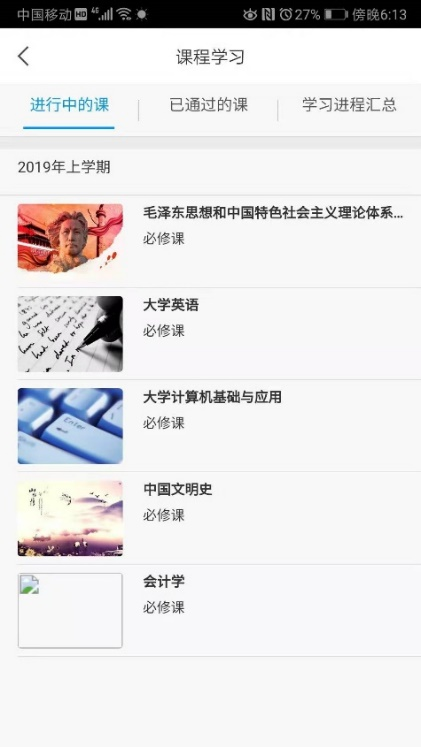 中国移动 HD 4G 27% 傍晚6:13
课程学习
进行中的课 已通过的课 学习进程汇总
2019年上学期
毛泽东思想和中国特色社会主义理论体系...
必修课
大学英语
必修课
大学计算机基础与应用
必修课
Enter
中国文明史
必修课
会计学
必修课